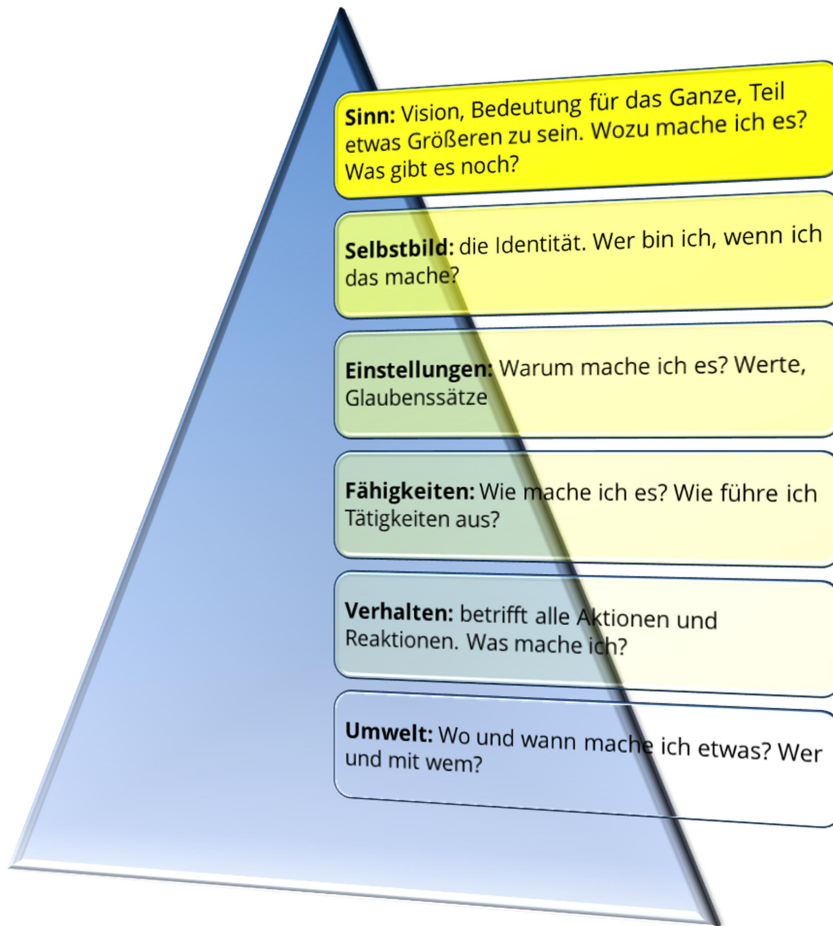 Sinn: Vision, Bedeutung für das Ganze, Teil
etwas Größeren zu sein. Wozu mache ich es?
Was gibt es noch?
Selbstbild: die Identität. Wer bin ich, wenn ich
das mache?
Einstellungen: Warum mache ich es? Werte,
Glaubenssätze
Fähigkeiten: Wie mache ich es? Wie führe ich
Tätigkeiten aus?
Verhalten: betrifft alle Aktionen und
Reaktionen. Was mache ich?
Umwelt: Wo und wann mache ich etwas? Wer
und mit wem?